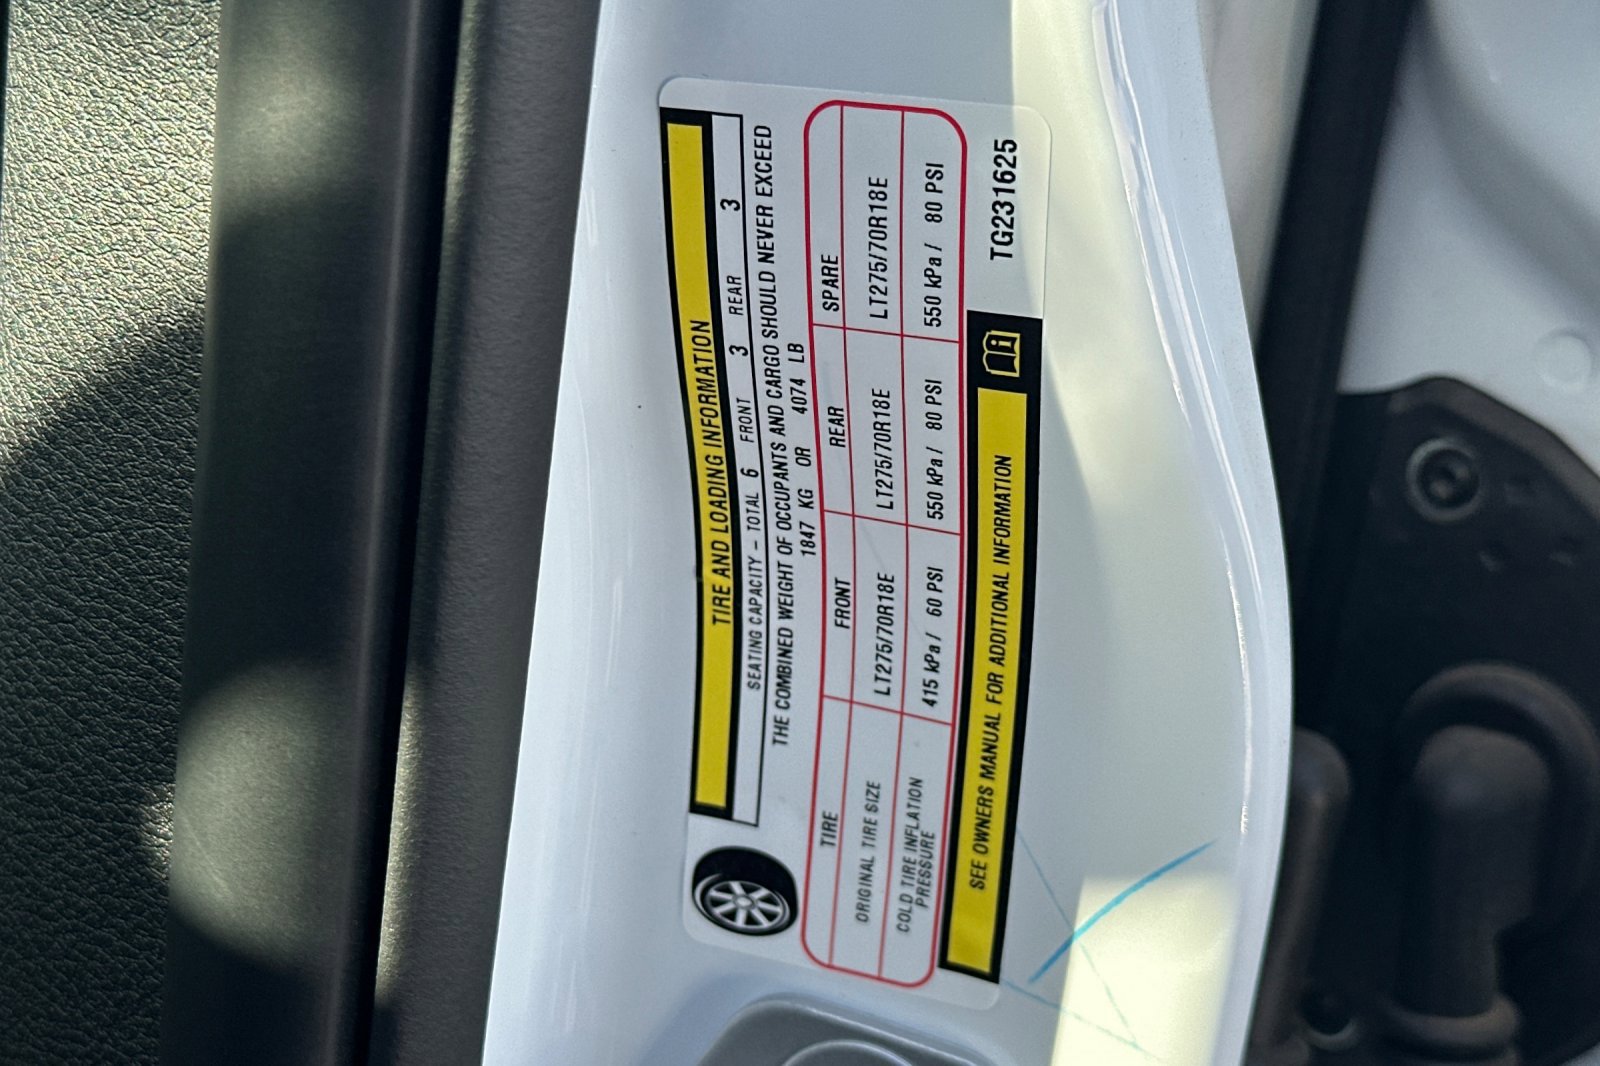 TIRE AND LOADING INFORMATION
SEATING CAPACITY – TOTAL 6 FRONT 3 REAR 3
THE COMBINED WEIGHT OF OCCUPANTS AND CARGO SHOULD NEVER EXCEED
1847 KG OR 4074 LB
TIRE FRONT REAR SPARE
ORIGINAL TIRE SIZE LT275/70R18E LT275/70R18E LT275/70R18E
COLD TIRE INFLATION PRESSURE 415 kPa / 60 PSI 550 kPa / 80 PSI 550 kPa / 80 PSI
SEE OWNERS MANUAL FOR ADDITIONAL INFORMATION
TG231625